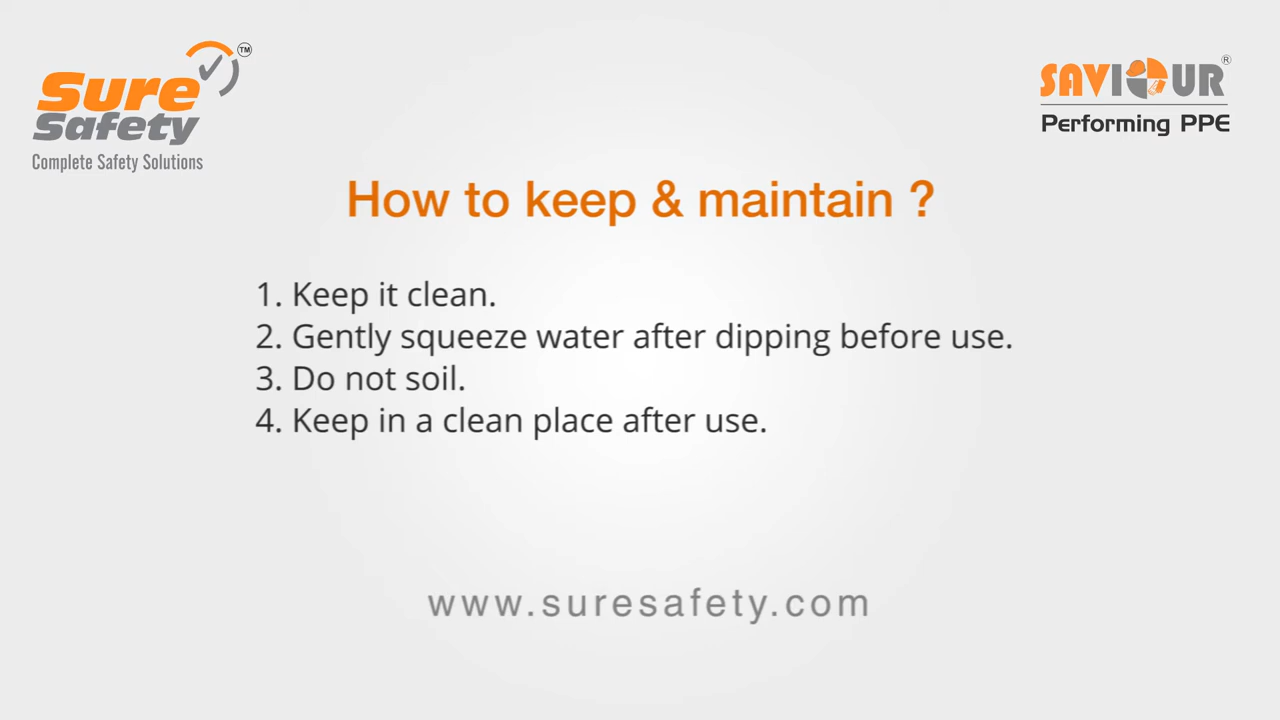 Sure
Safety
TM
Complete Safety Solutions
SAVIOUR®
Performing PPE
How to keep & maintain ?
1. Keep it clean.
2. Gently squeeze water after dipping before use.
3. Do not soil.
4. Keep in a clean place after use.
www.suresafety.com